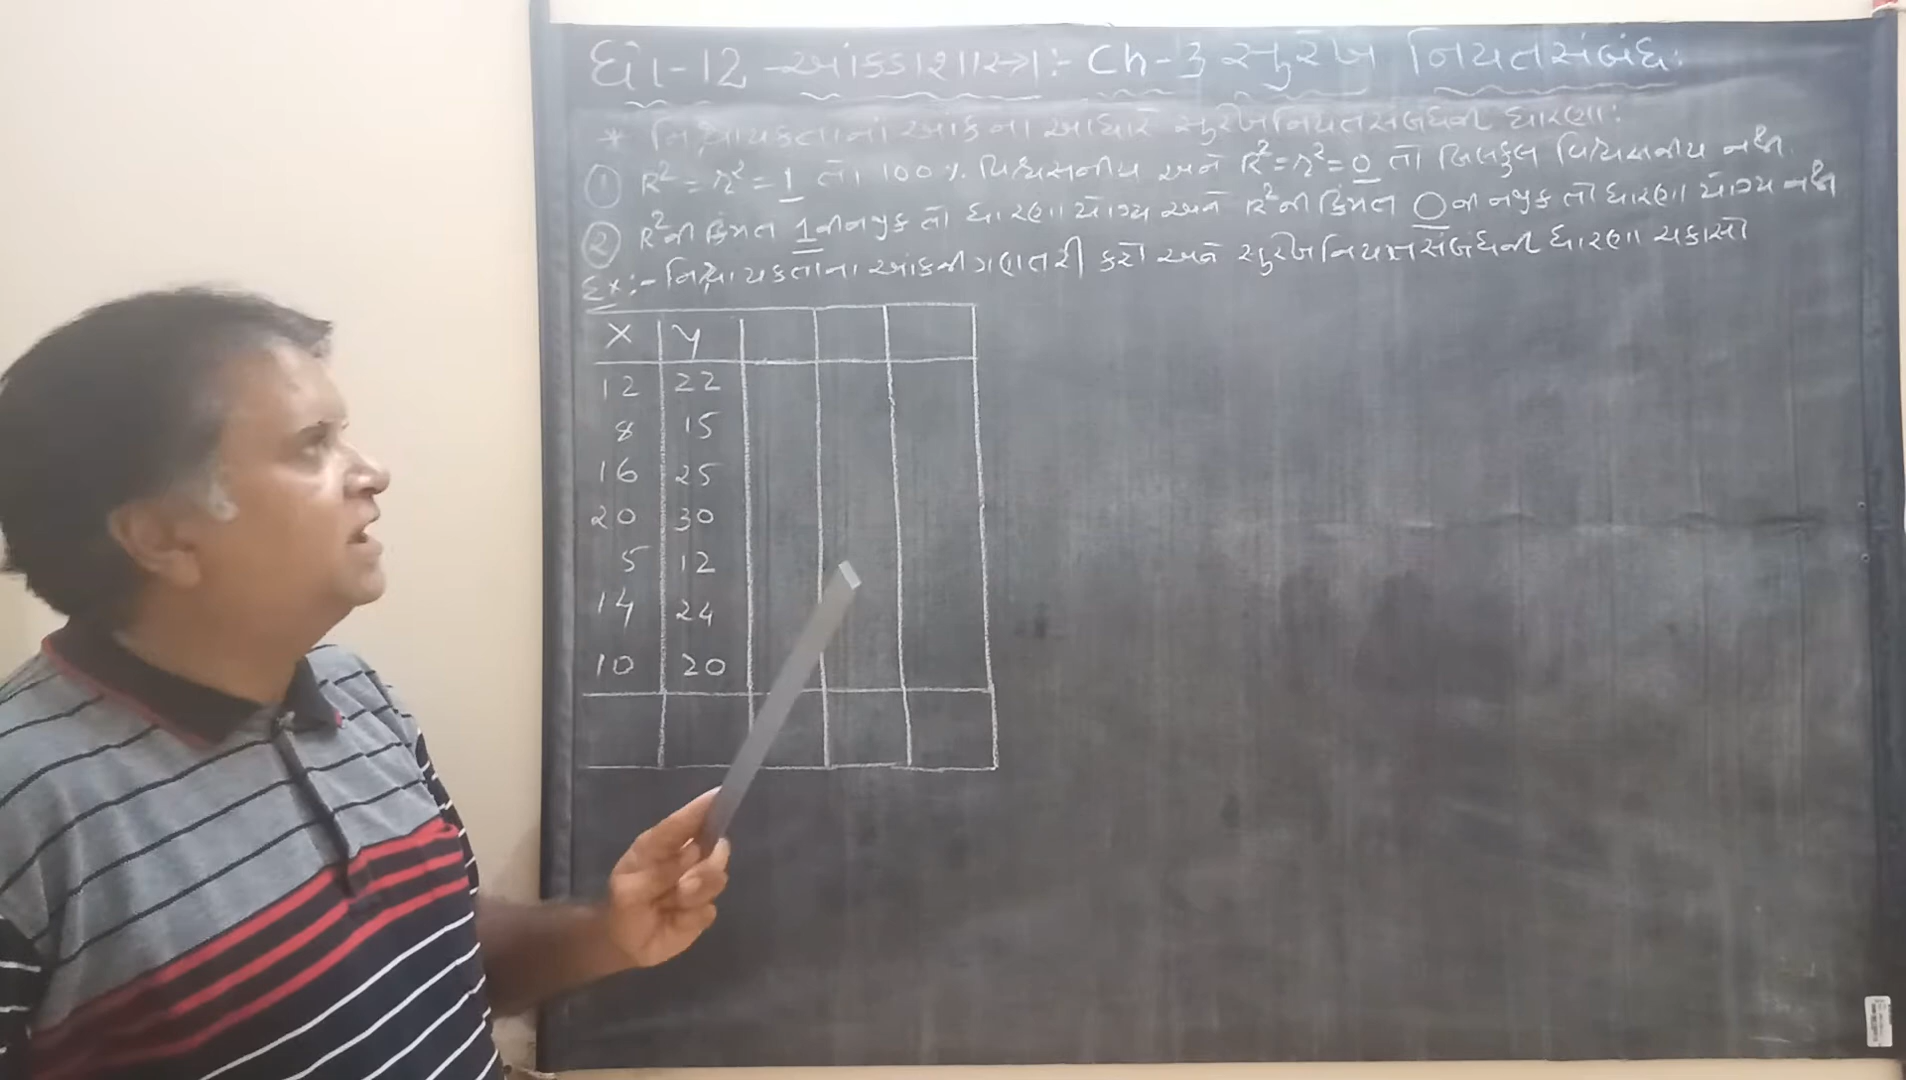 ધો-12 આંકડાશાસ્ત્ર:- Ch-3 સુરેખ નિયતસંબંધ:
* નિશ્ચાયકતાનાં આંકના આધારે સુરેખ નિયતસંબંધની ધારણા:
① R² = r² = 1 તો 100 % વિશ્વસનીય અને R² = r² = 0 તો બિલકુલ વિશ્વસનીય નથી.
② R²ની કિંમત 1ની નજીક તો ધારણા યોગ્ય અને R²ની કિંમત 0ની નજીક તો ધારણા યોગ્ય નથી
Ex:- નિશ્ચાયકતાના આંકની ગણતરી કરો અને સુરેખ નિયતસંબંધની ધારણા ચકાસો
X Y
12 22
8 15
16 25
20 30
5 12
14 24
10 20